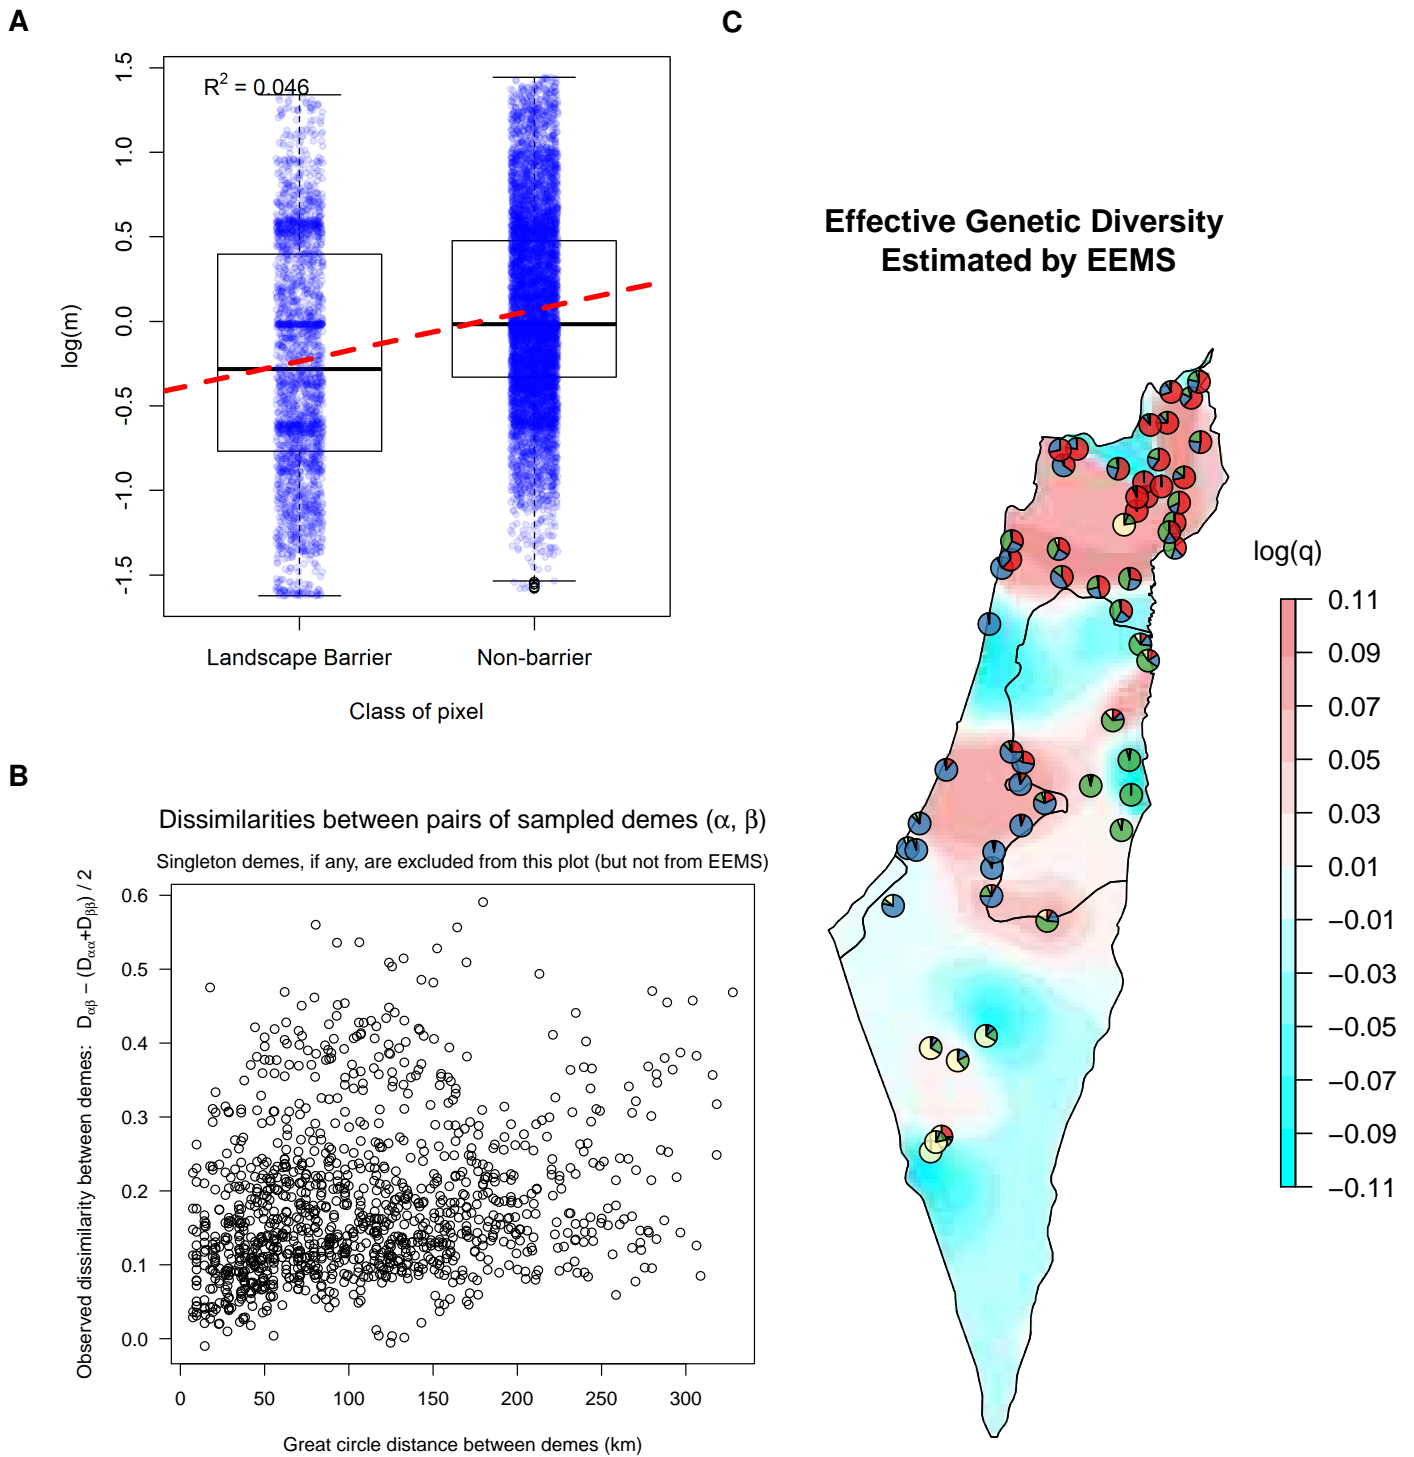 A
R² = 0.046
log(m)
1.5
1.0
0.5
0.0
−0.5
−1.0
−1.5
Landscape Barrier
Non-barrier
Class of pixel
B
Dissimilarities between pairs of sampled demes (α, β)
Singleton demes, if any, are excluded from this plot (but not from EEMS)
Observed dissimilarity between demes: Dαβ − (Dαα+Dββ) / 2
0.6
0.5
0.4
0.3
0.2
0.1
0.0
0 50 100 150 200 250 300
Great circle distance between demes (km)
C
Effective Genetic Diversity
Estimated by EEMS
log(q)
0.11
0.09
0.07
0.05
0.03
0.01
−0.01
−0.03
−0.05
−0.07
−0.09
−0.11